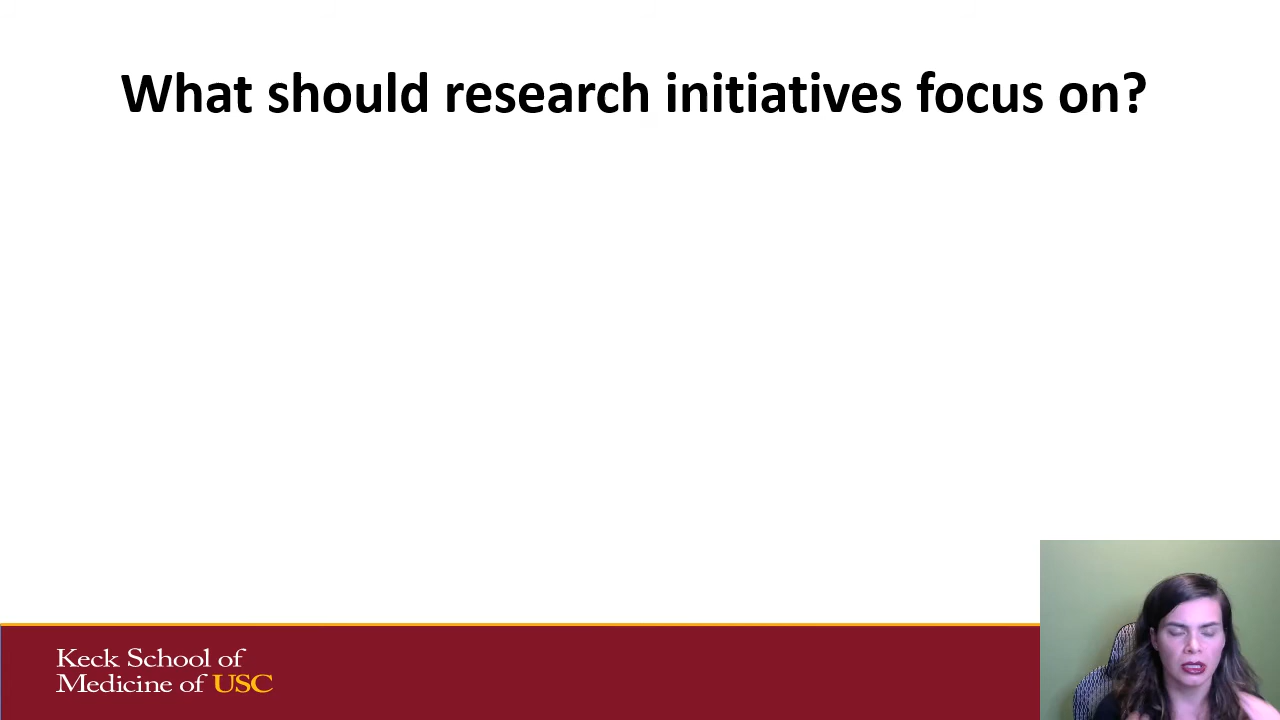 What should research initiatives focus on?
Keck School of
Medicine of USC